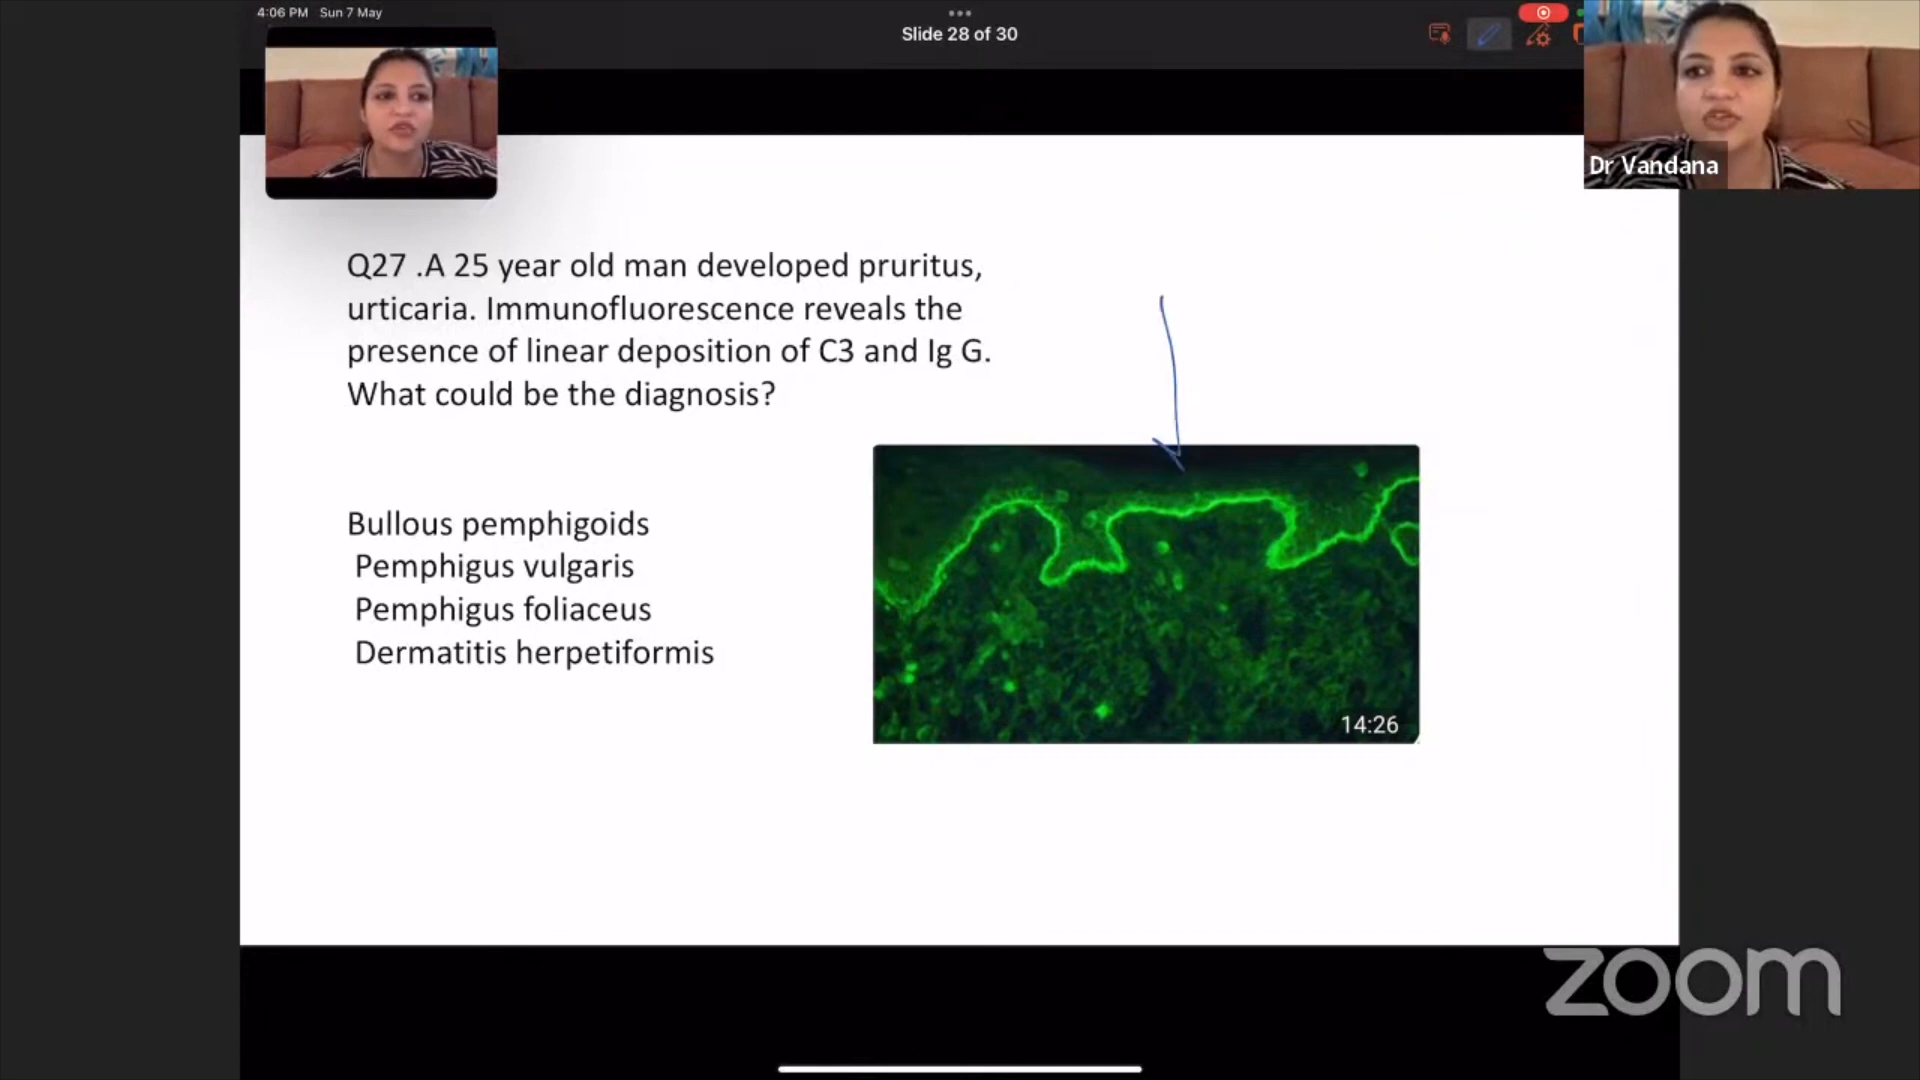 4:06 PM Sun 7 May
Slide 28 of 30
Dr Vandana
Q27 .A 25 year old man developed pruritus,
urticaria. Immunofluorescence reveals the
presence of linear deposition of C3 and Ig G.
What could be the diagnosis?
Bullous pemphigoids
Pemphigus vulgaris
Pemphigus foliaceus
Dermatitis herpetiformis
14:26
zoom